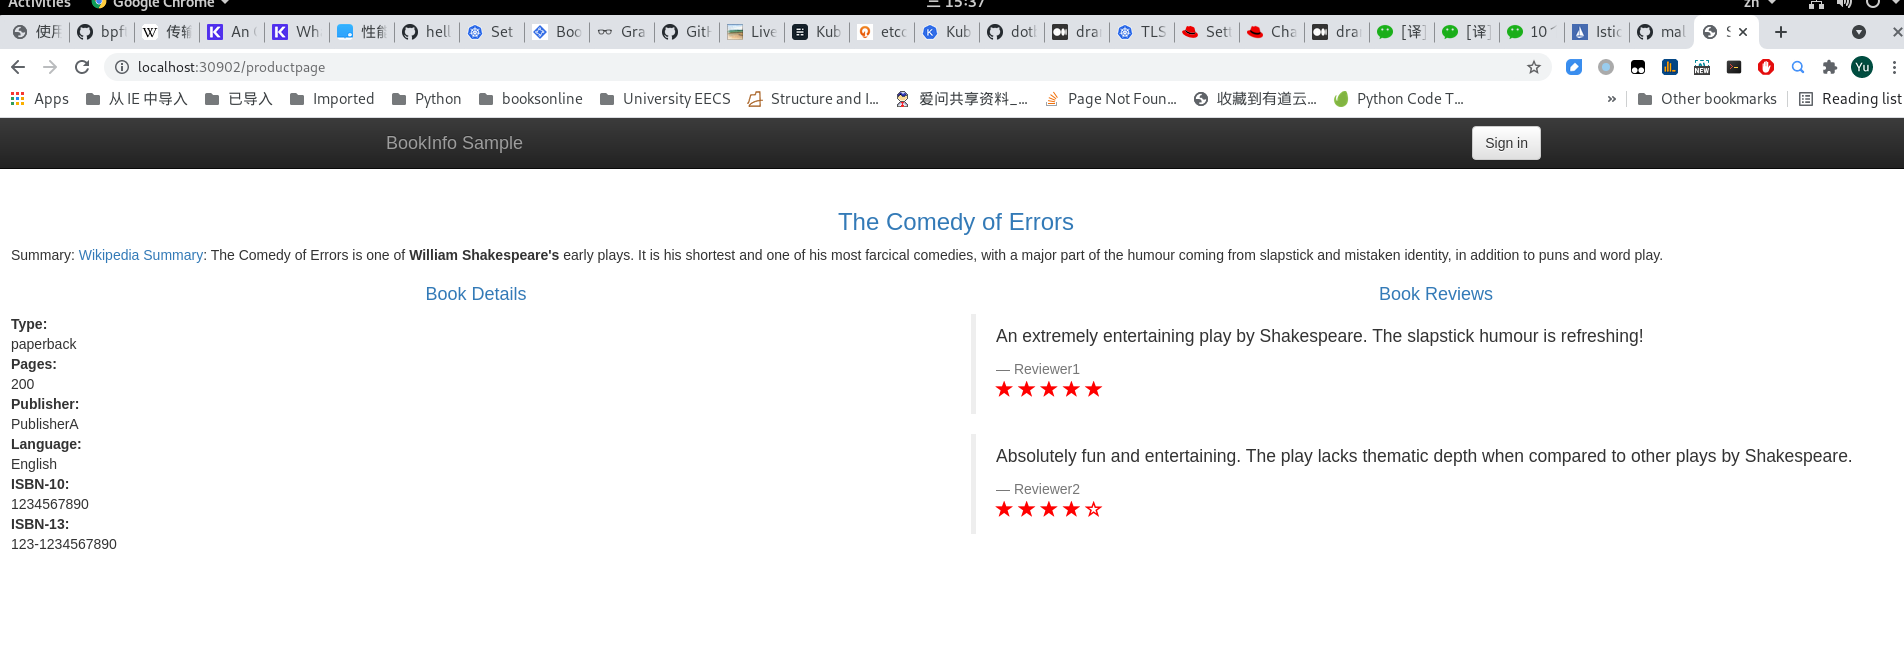 Activities Google Chrome 三 15:37 zh
使用 bpf 传输 An Wh 性能 hell Set Boo Gra Git Live Kub etcd Kub dotl dra TLS Sett Cha dra [译] [译] 10 Istio mal S
localhost:30902/productpage Yu
Apps 从 IE 中导入 已导入 Imported Python booksonline University EECS Structure and I... 爱问共享资料_... Page Not Foun... 收藏到有道云... Python Code T... » Other bookmarks Reading list
BookInfo Sample Sign in
The Comedy of Errors
Summary: Wikipedia Summary: The Comedy of Errors is one of William Shakespeare's early plays. It is his shortest and one of his most farcical comedies, with a major part of the humour coming from slapstick and mistaken identity, in addition to puns and word play.
Book Details
Type:
paperback
Pages:
200
Publisher:
PublisherA
Language:
English
ISBN-10:
1234567890
ISBN-13:
123-1234567890
Book Reviews
An extremely entertaining play by Shakespeare. The slapstick humour is refreshing!
— Reviewer1
Absolutely fun and entertaining. The play lacks thematic depth when compared to other plays by Shakespeare.
— Reviewer2